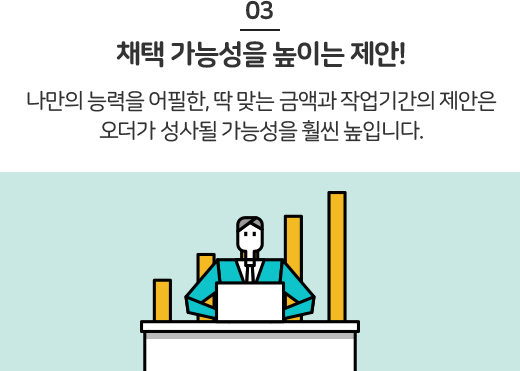 03
채택 가능성을 높이는 제안!
나만의 능력을 어필한, 딱 맞는 금액과 작업기간의 제안은
오더가 성사될 가능성을 훨씬 높입니다.